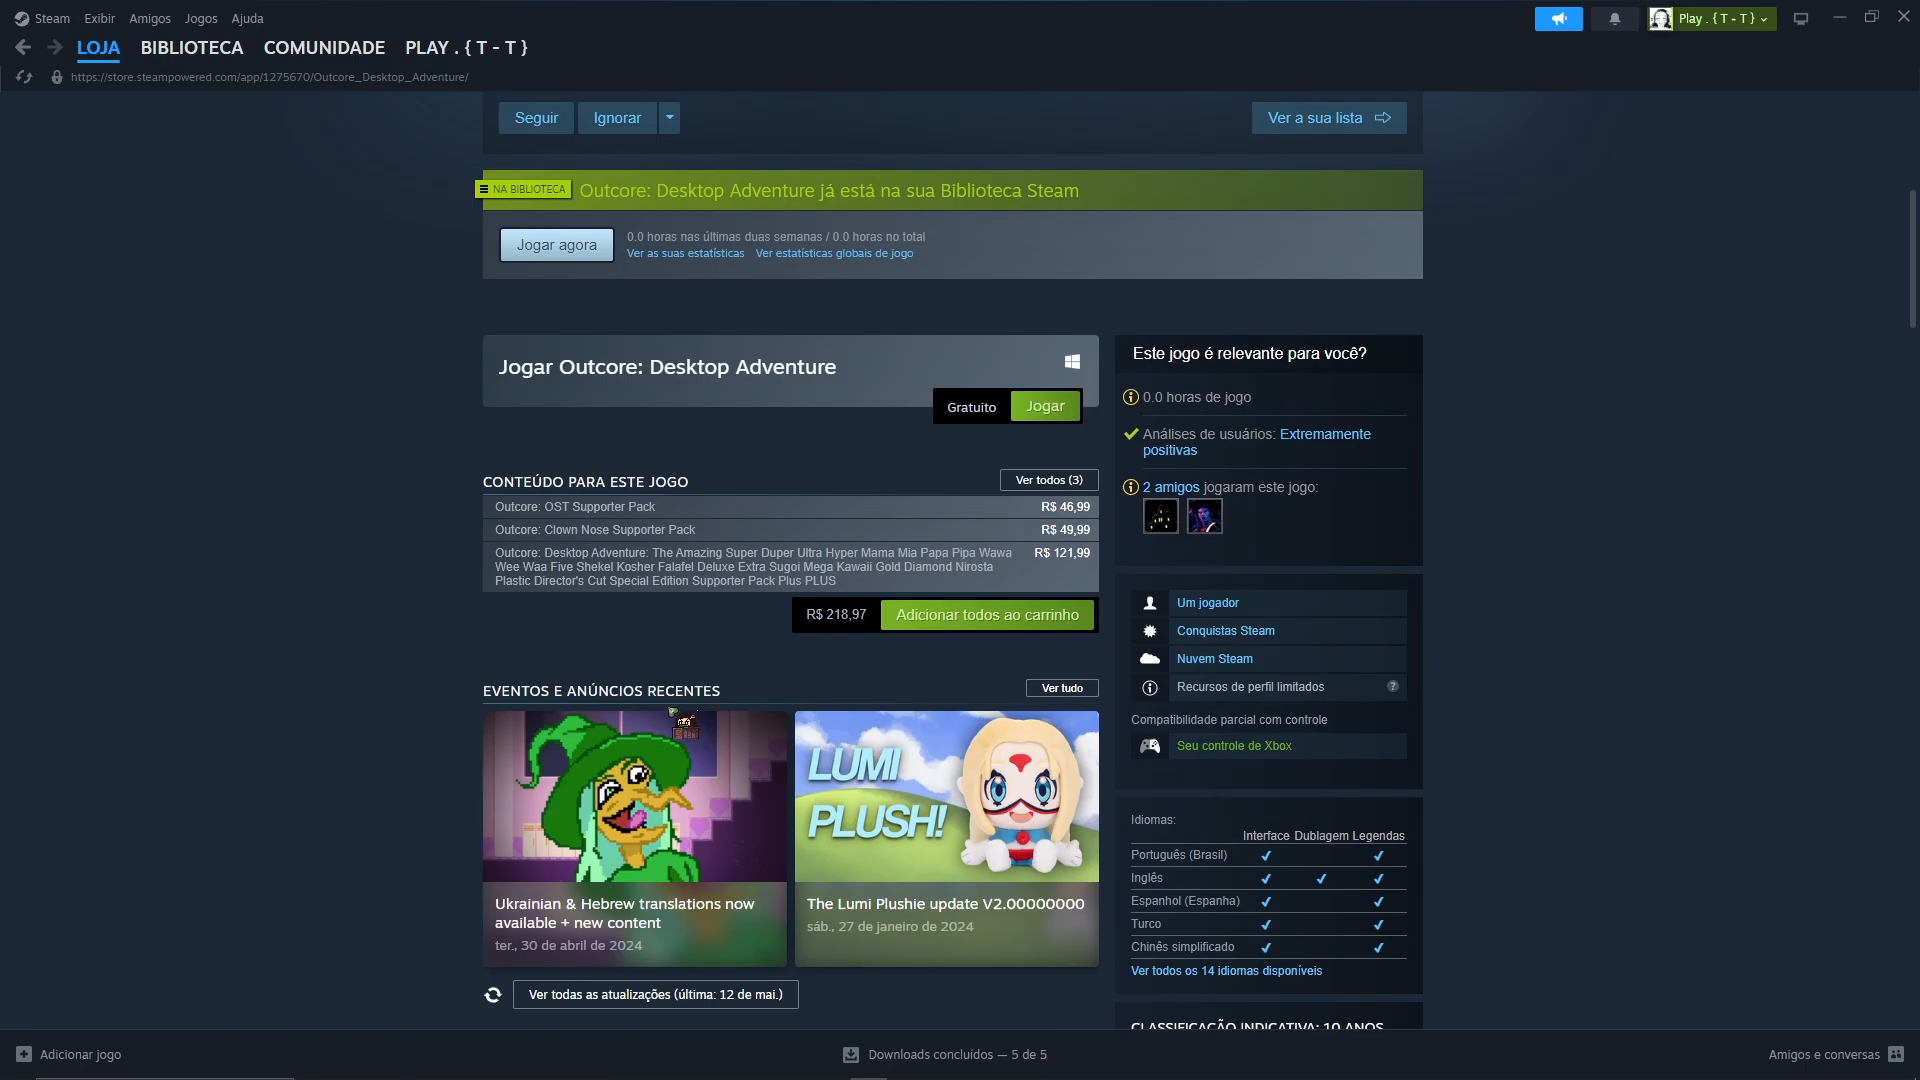 Steam Exibir Amigos Jogos Ajuda
Play . { T - T }
LOJA BIBLIOTECA COMUNIDADE PLAY . { T - T }
https://store.steampowered.com/app/1275670/Outcore_Desktop_Adventure/
Seguir Ignorar Ver a sua lista
NA BIBLIOTECA Outcore: Desktop Adventure já está na sua Biblioteca Steam
Jogar agora
0.0 horas nas últimas duas semanas / 0.0 horas no total
Ver as suas estatísticas Ver estatísticas globais de jogo
Jogar Outcore: Desktop Adventure
Gratuito Jogar
CONTEÚDO PARA ESTE JOGO Ver todos (3)
Outcore: OST Supporter Pack R$ 46,99
Outcore: Clown Nose Supporter Pack R$ 49,99
Outcore: Desktop Adventure: The Amazing Super Duper Ultra Hyper Mama Mia Papa Pipa Wawa R$ 121,99
Wee Waa Five Shekel Kosher Falafel Deluxe Extra Sugoi Mega Kawaii Gold Diamond Nirosta
Plastic Director's Cut Special Edition Supporter Pack Plus PLUS
R$ 218,97 Adicionar todos ao carrinho
EVENTOS E ANÚNCIOS RECENTES Ver tudo
LUMI
PLUSH!
Ukrainian & Hebrew translations now
available + new content
ter., 30 de abril de 2024
The Lumi Plushie update V2.00000000
sáb., 27 de janeiro de 2024
Ver todas as atualizações (última: 12 de mai.)
Este jogo é relevante para você?
0.0 horas de jogo
Análises de usuários: Extremamente
positivas
2 amigos jogaram este jogo:
Um jogador
Conquistas Steam
Nuvem Steam
Recursos de perfil limitados ?
Compatibilidade parcial com controle
Seu controle de Xbox
Idiomas:
Interface Dublagem Legendas
Português (Brasil) ✔ ✔
Inglês ✔ ✔ ✔
Espanhol (Espanha) ✔ ✔
Turco ✔ ✔
Chinês simplificado ✔ ✔
Ver todos os 14 idiomas disponíveis
CLASSIFICAÇÃO INDICATIVA: 10 ANOS
Adicionar jogo
Downloads concluídos — 5 de 5
Amigos e conversas